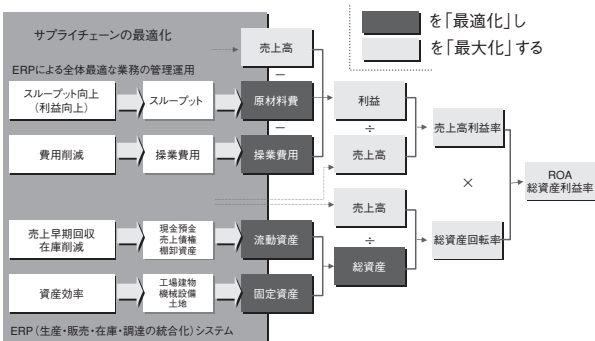 サプライチェーンの最適化
ERPによる全体最適な業務の管理運用
を「最適化」し
を「最大化」する
売上高
−
スループット向上
(利益向上)
スループット
原材料費
利益
−
÷
売上高利益率
費用削減
操業費用
操業費用
売上高
×
ROA
総資産利益率
売上高
売上早期回収
在庫削減
現金預金
売上債権
棚卸資産
流動資産
÷
総資産回転率
総資産
資産効率
工場建物
機械設備
土地
固定資産
ERP(生産・販売・在庫・調達の統合化)システム